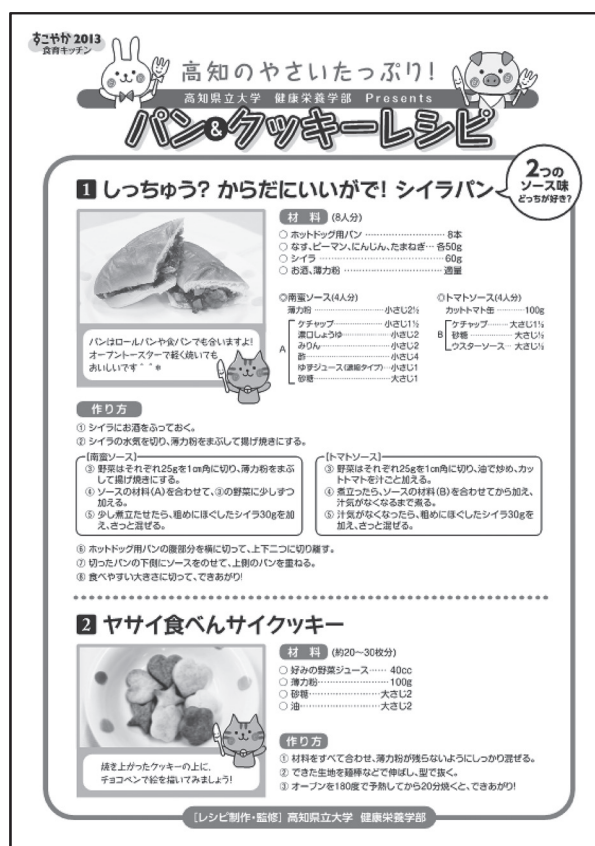 すこやか2013
食育キッチン
高知のやさいたっぷり!
高知県立大学 健康栄養学部 Presents
パン&クッキーレシピ
2つの
ソース味
どっちが好き?
1 しっちゅう? からだにいいがで! シイラパン
材料 (8人分)
○ ホットドッグ用パン ………… 8本
○ なす、ピーマン、にんじん、たまねぎ… 各50g
○ シイラ ………… 60g
○ お酒、薄力粉 ………… 適量
◎南蛮ソース(4人分)
薄力粉 ………… 小さじ2½
A
ケチャップ………… 小さじ1½
濃口しょうゆ………… 小さじ2
みりん………… 小さじ2
酢………… 小さじ4
ゆずジュース(濃縮タイプ)… 小さじ1
砂糖………… 大さじ1
◎トマトソース(4人分)
カットトマト缶 ………… 100g
B
ケチャップ…… 大さじ1⅓
砂糖………… 大さじ⅓
ウスターソース… 大さじ⅓
パンはロールパンや食パンでも合いますよ!
オーブントースターで軽く焼いても
おいしいです^ ^*
作り方
① シイラにお酒をふっておく。
② シイラの水気を切り、薄力粉をまぶして揚げ焼きにする。
[南蛮ソース]
③ 野菜はそれぞれ25gを1㎝角に切り、薄力粉をまぶ
して揚げ焼きにする。
④ ソースの材料(A)を合わせて、③の野菜に少しずつ
加える。
⑤ 少し煮立たせたら、粗めにほぐしたシイラ30gを加
え、さっと混ぜる。
[トマトソース]
③ 野菜はそれぞれ25gを1㎝角に切り、油で炒め、カッ
トトマトを汁ごと加える。
④ 煮立ったら、ソースの材料(B)を合わせてから加え、
汁気がなくなるまで煮る。
⑤ 汁気がなくなったら、粗めにほぐしたシイラ30gを
加え、さっと混ぜる。
⑥ ホットドッグ用パンの腹部分を横に切って、上下二つに切り離す。
⑦ 切ったパンの下側にソースをのせて、上側のパンを重ねる。
⑧ 食べやすい大きさに切って、できあがり!
2 ヤサイ食べんサイクッキー
材料 (約20〜30枚分)
○ 好みの野菜ジュース…… 40cc
○ 薄力粉………… 100g
○ 砂糖………… 大さじ2
○ 油………… 大さじ2
焼き上がったクッキーの上に、
チョコペンで絵を描いてみましょう!
作り方
① 材料をすべて合わせ、薄力粉が残らないようにしっかり混ぜる。
② できた生地を麺棒などで伸ばし、型で抜く。
③ オーブンを180度で予熱してから20分焼くと、できあがり!
[レシピ制作・監修] 高知県立大学 健康栄養学部